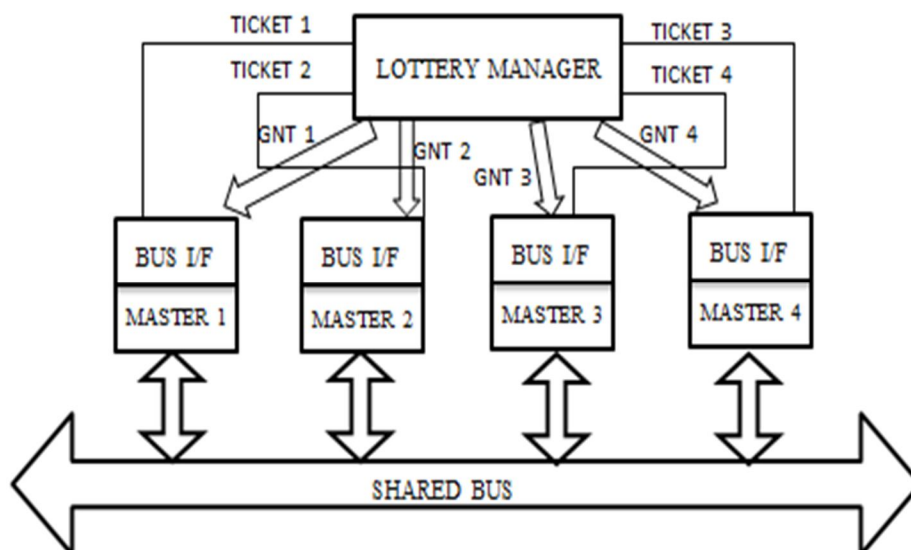 TICKET 1
TICKET 3
LOTTERY MANAGER
TICKET 2
TICKET 4
GNT 1
GNT 2
GNT 3
GNT 4
BUS I/F
BUS I/F
BUS I/F
BUS I/F
MASTER 1
MASTER 2
MASTER 3
MASTER 4
SHARED BUS